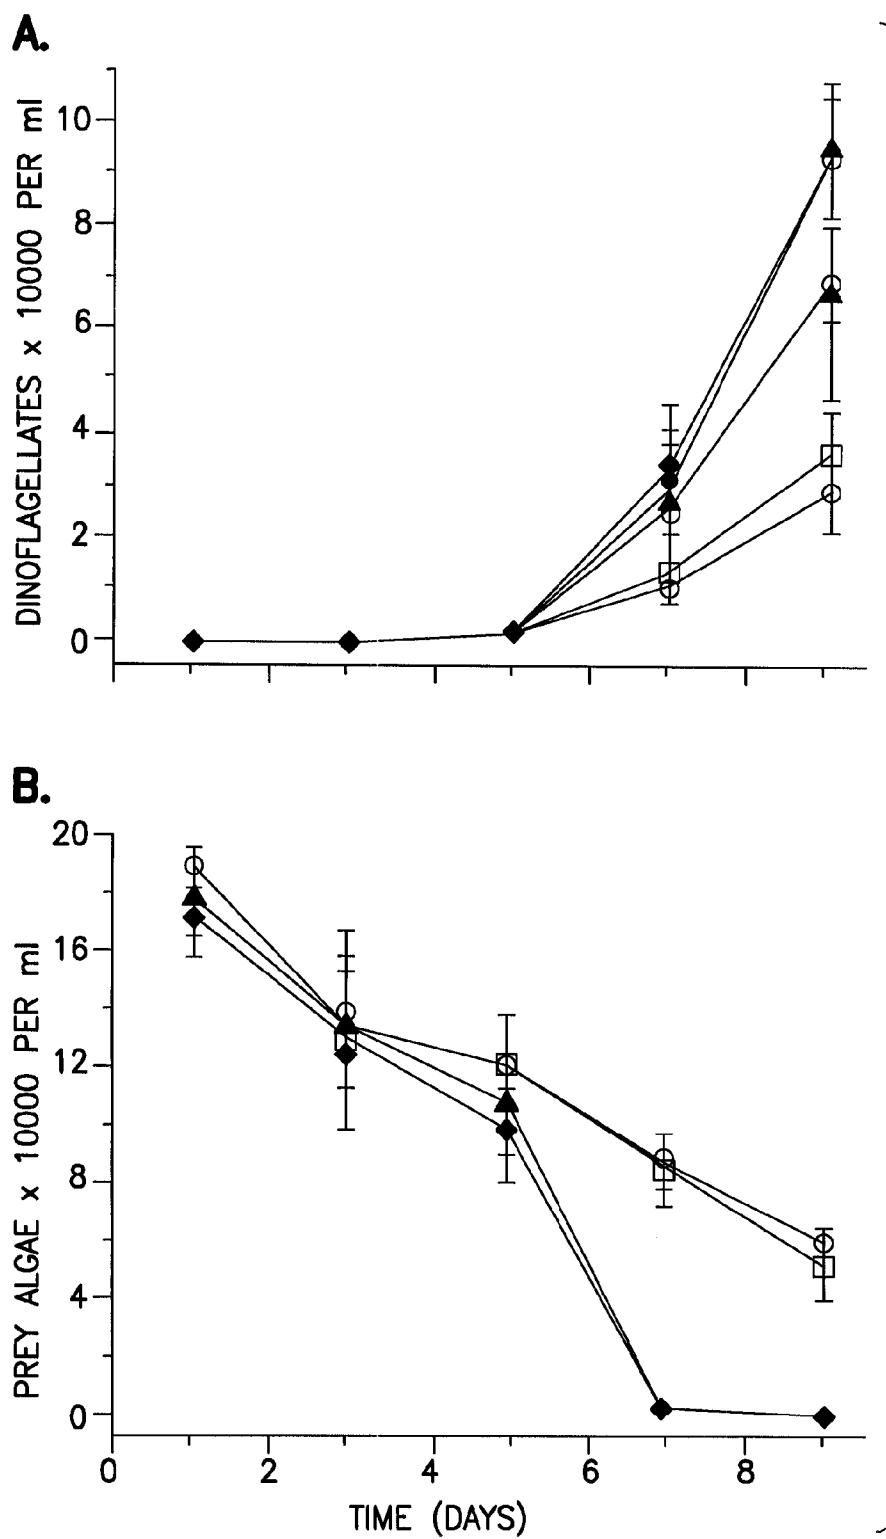 A.
DINOFLAGELLATES x 10000 PER ml
10
8
6
4
2
0
B.
PREY ALGAE x 10000 PER ml
20
16
12
8
4
0
0 2 4 6 8
TIME (DAYS)